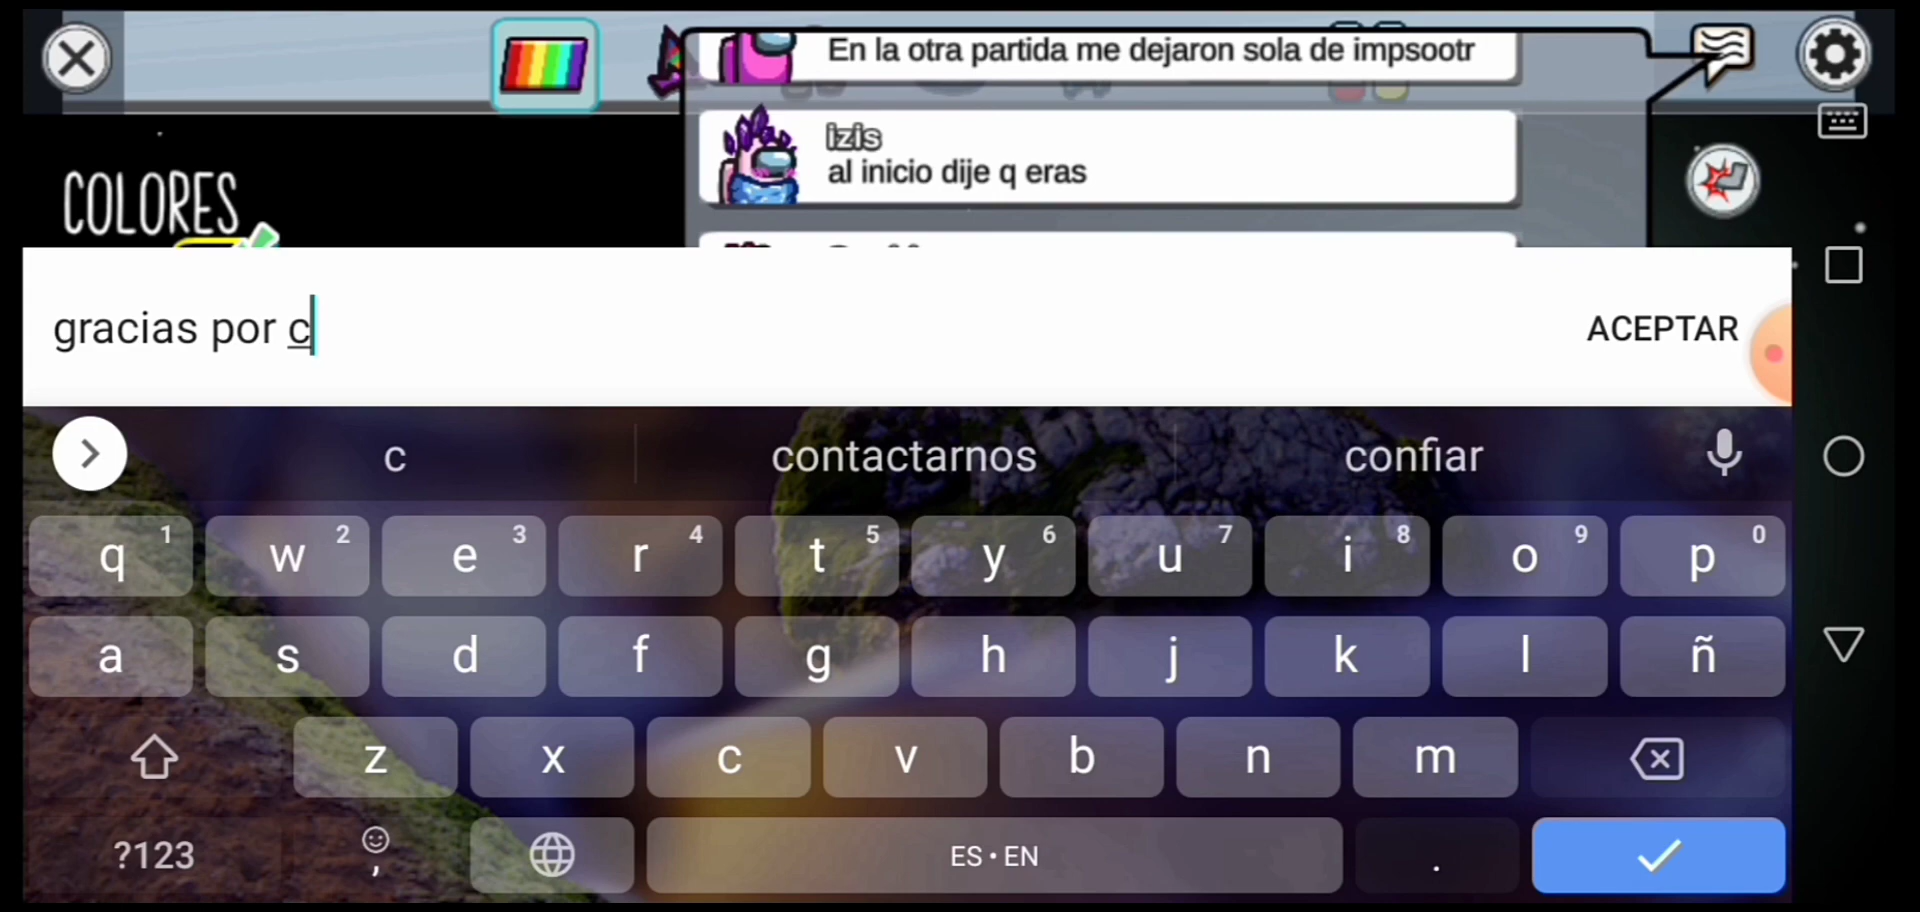 En la otra partida me dejaron sola de impsootr
izis
al inicio dije q eras
COLORES
gracias por c
ACEPTAR
c contactarnos confiar
q 1 w 2 e 3 r 4 t 5 y 6 u 7 i 8 o 9 p 0
a s d f g h j k l ñ
z x c v b n m
?123 , ES • EN .